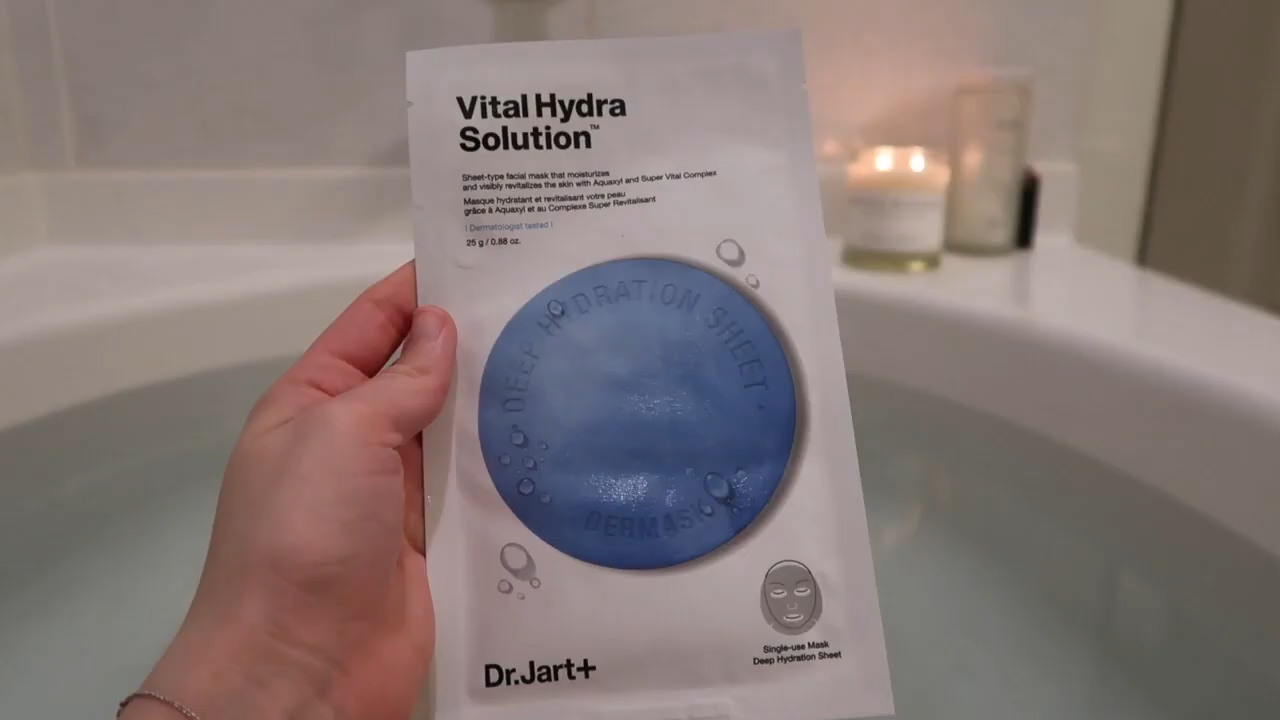 Vital Hydra
Solution™
Sheet-type facial mask that moisturizes
and visibly revitalizes the skin with Aquaxyl and Super Vital Complex
Masque hydratant et revitalisant votre peau
grâce à Aquaxyl et au Complexe Super Revitalisant
I Dermatologist tested I
25 g / 0.88 oz.
DEEP HYDRATION SHEET
DERMASK
Single-use Mask
Deep Hydration Sheet
Dr.Jart+